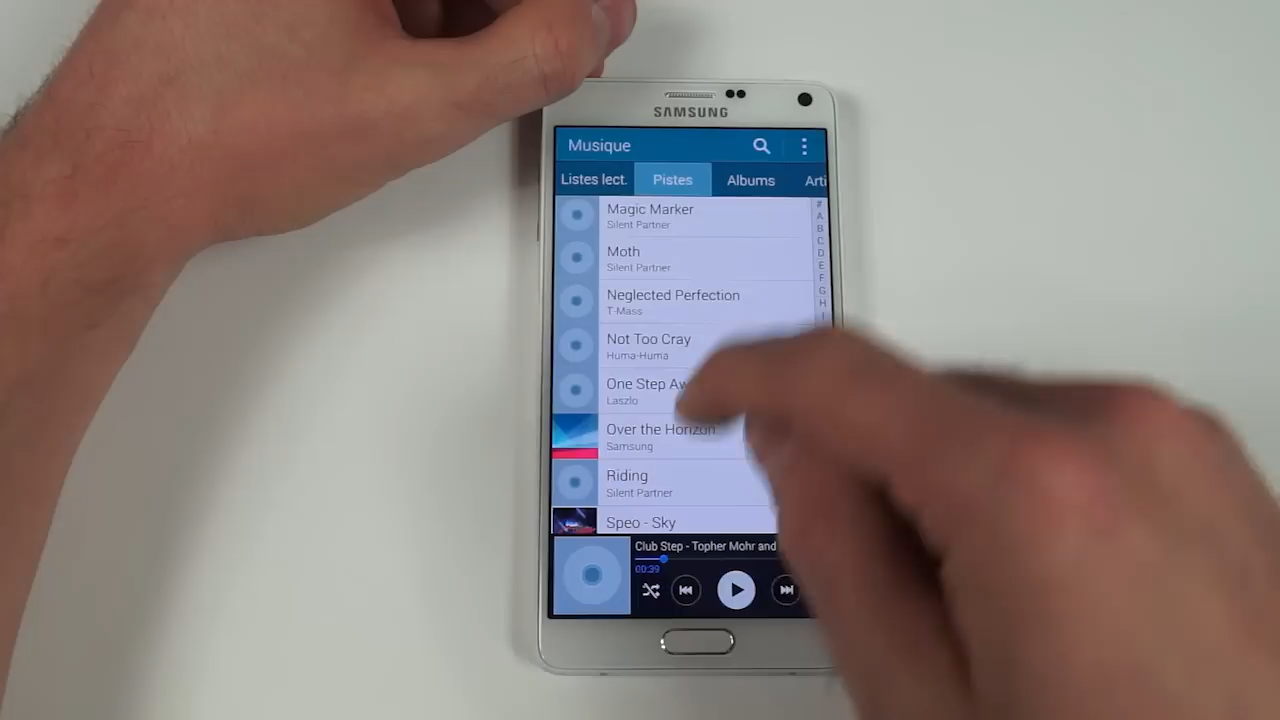 SAMSUNG
Musique
Listes lect.
Pistes
Albums
Arti
Magic Marker
Silent Partner
Moth
Silent Partner
Neglected Perfection
T-Mass
Not Too Cray
Huma-Huma
One Step Aw
Laszlo
Over the Horizon
Samsung
Riding
Silent Partner
Speo - Sky
#
A
B
C
D
E
F
G
H
I
Club Step - Topher Mohr and
00:39